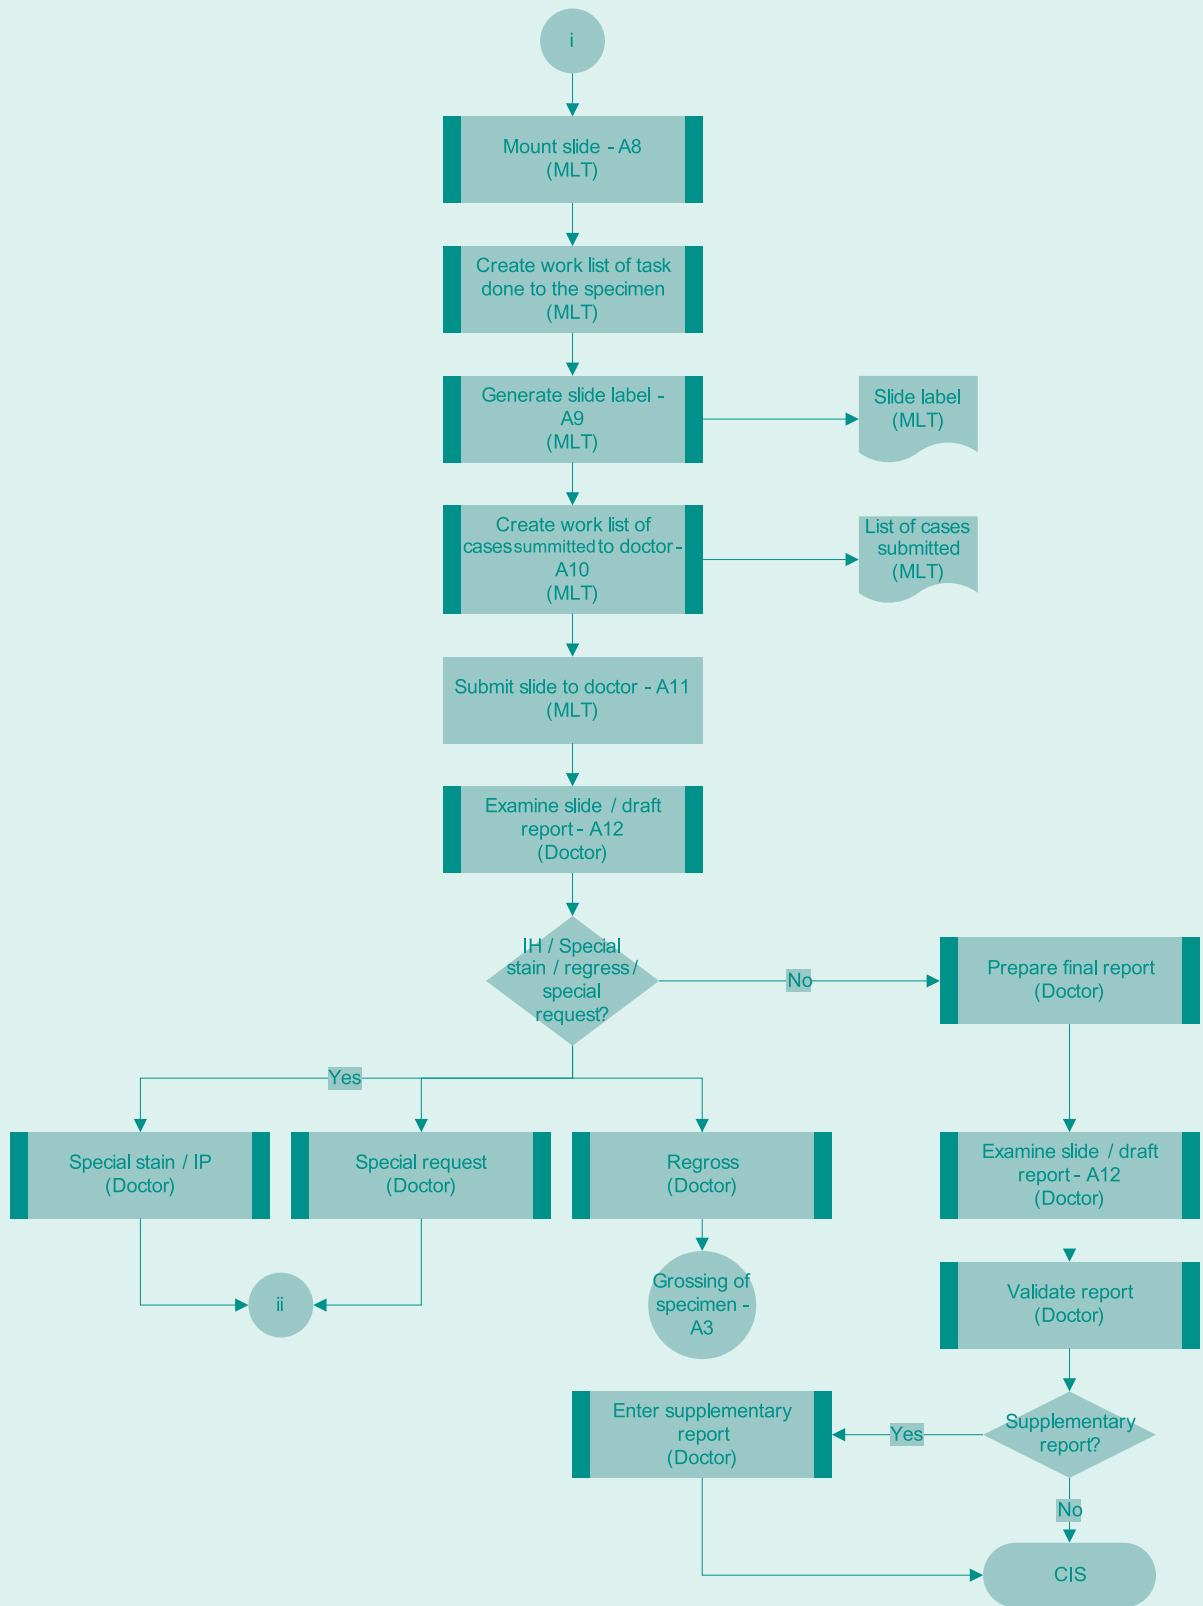 i
Mount slide - A8
(MLT)
Create work list of task
done to the specimen
(MLT)
Generate slide label -
A9
(MLT)
Slide label
(MLT)
Create work list of
cases summitted to doctor -
A10
(MLT)
List of cases
submitted
(MLT)
Submit slide to doctor - A11
(MLT)
Examine slide / draft
report - A12
(Doctor)
IH / Special
stain / regress /
special
request?
No
Prepare final report
(Doctor)
Yes
Special stain / IP
(Doctor)
Special request
(Doctor)
Regross
(Doctor)
Examine slide / draft
report - A12
(Doctor)
ii
Grossing of
specimen -
A3
Validate report
(Doctor)
Enter supplementary
report
(Doctor)
Yes
Supplementary
report?
No
CIS